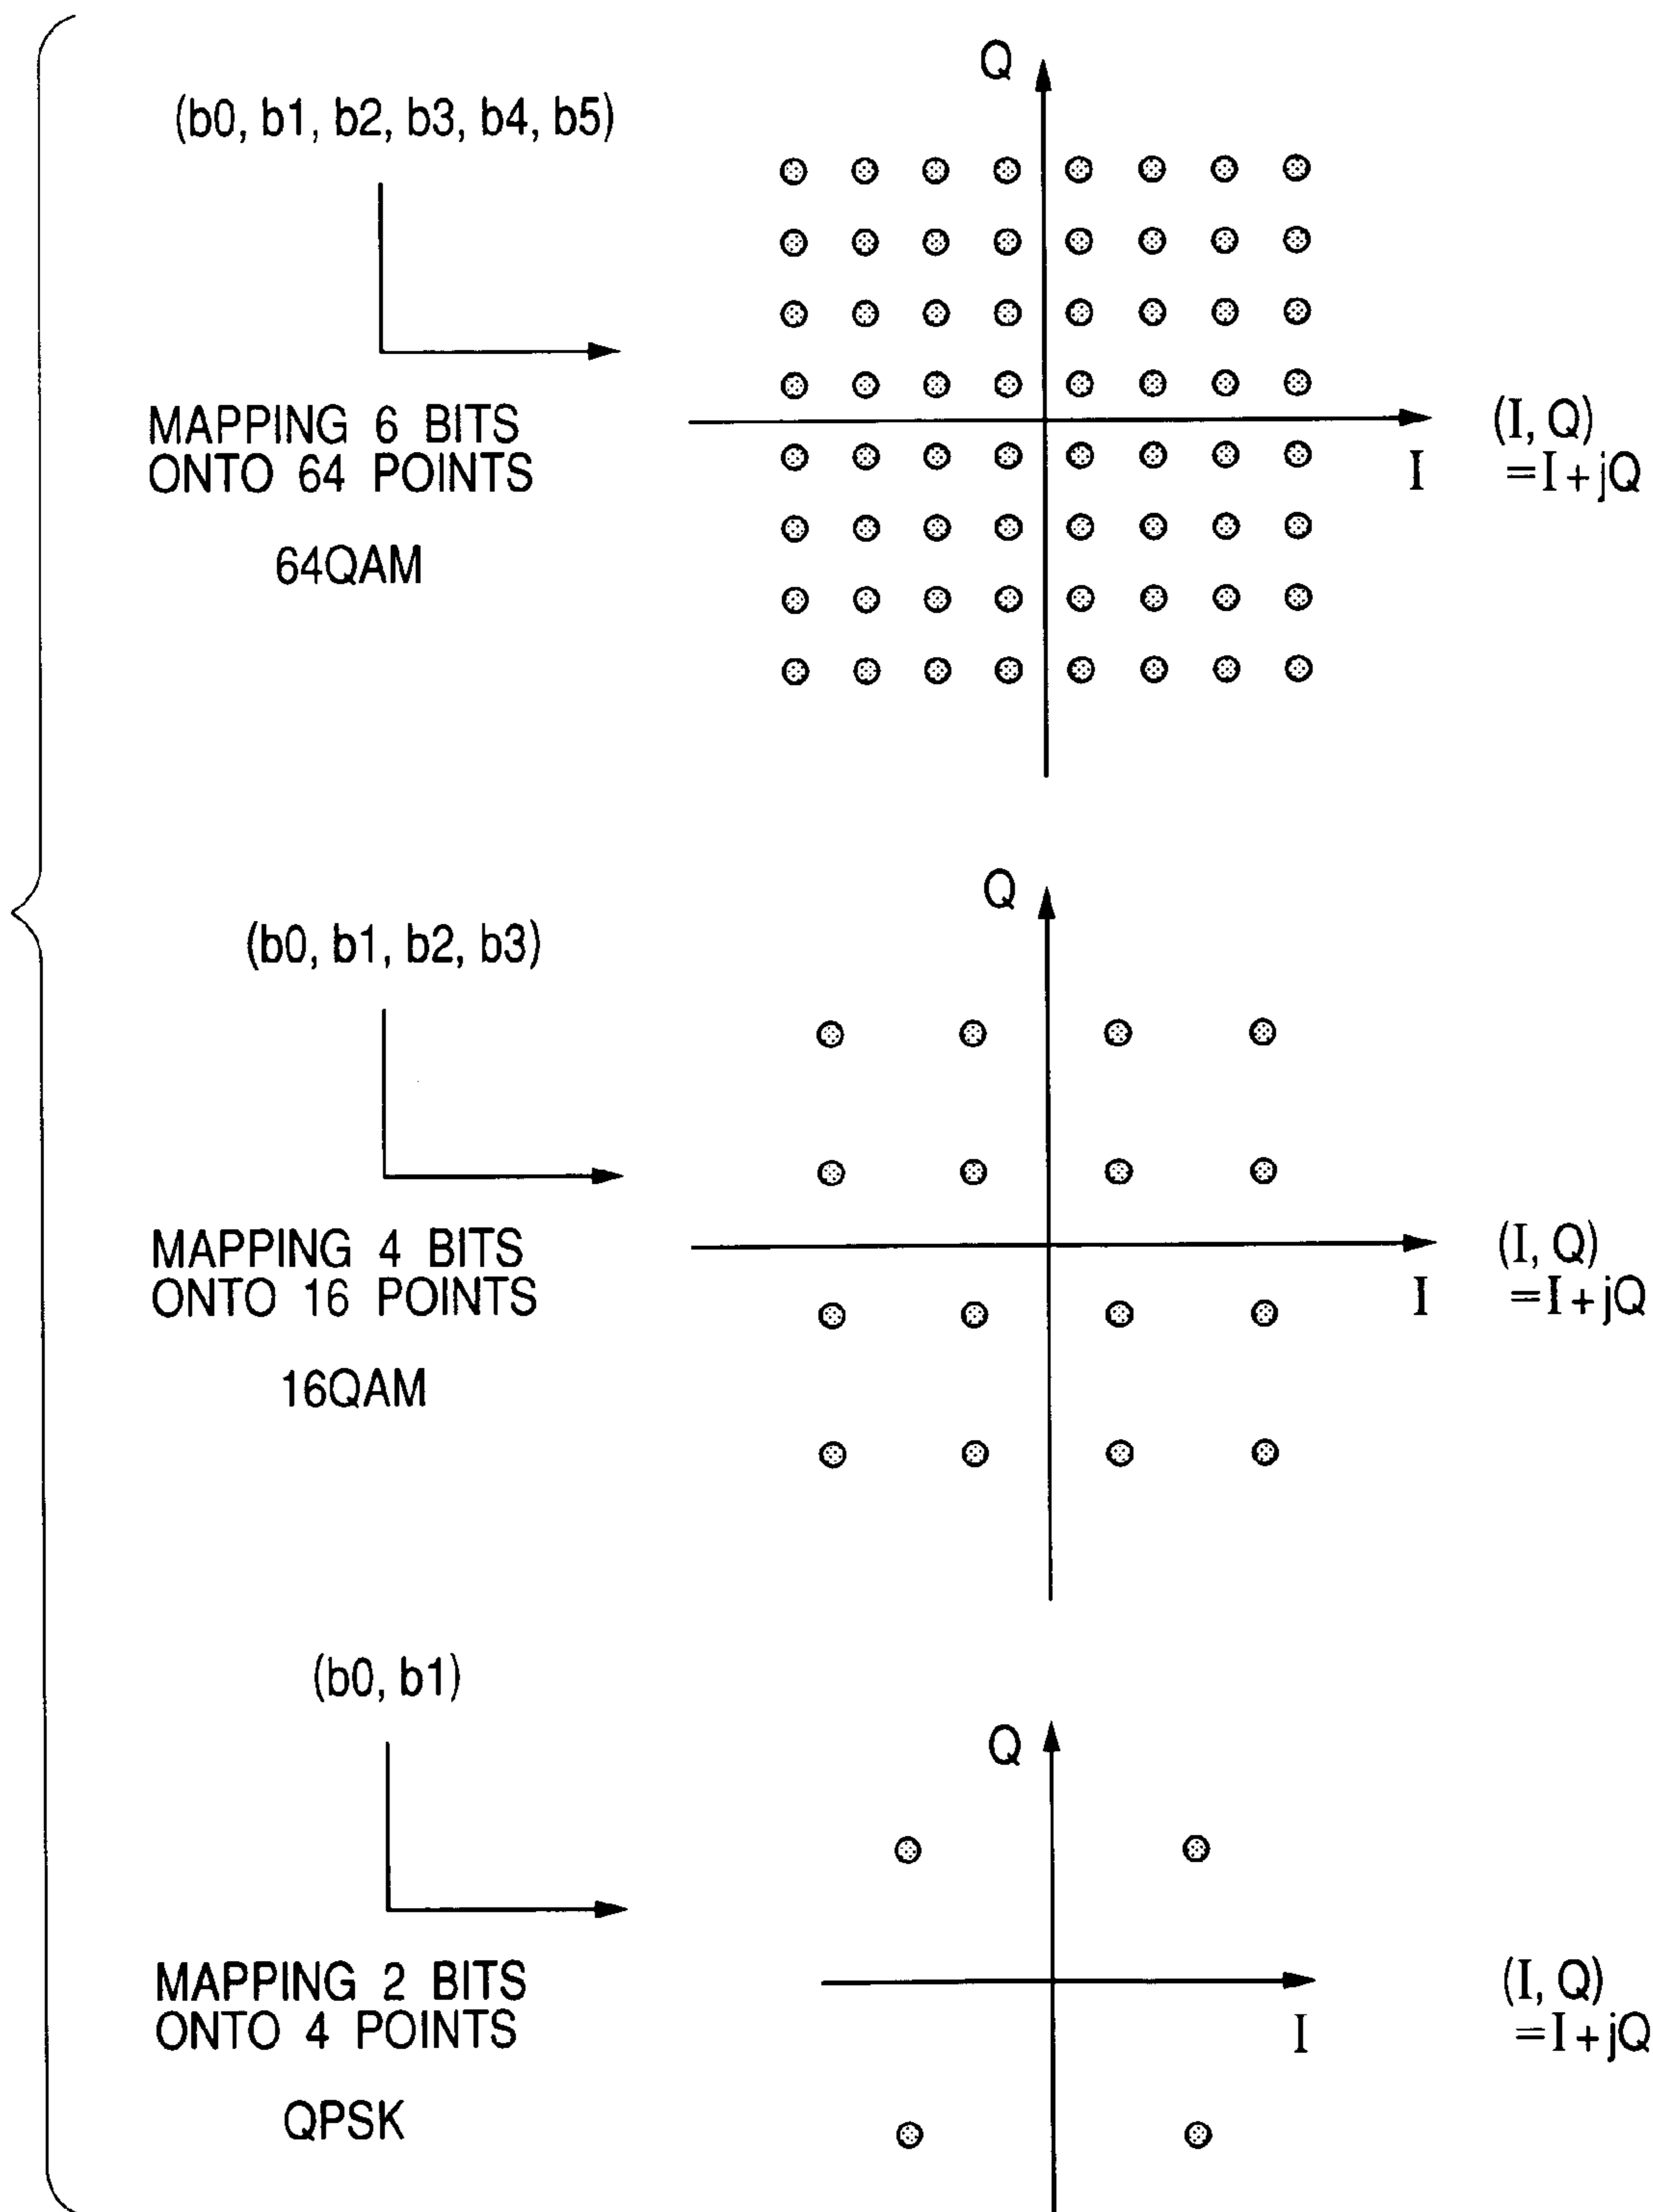 Q
(b0, b1, b2, b3, b4, b5)
MAPPING 6 BITS
ONTO 64 POINTS
64QAM
(I, Q)
I
=I+jQ
Q
(b0, b1, b2, b3)
MAPPING 4 BITS
ONTO 16 POINTS
16QAM
(I, Q)
I
=I+jQ
(b0, b1)
Q
MAPPING 2 BITS
ONTO 4 POINTS
QPSK
(I, Q)
I
=I+jQ